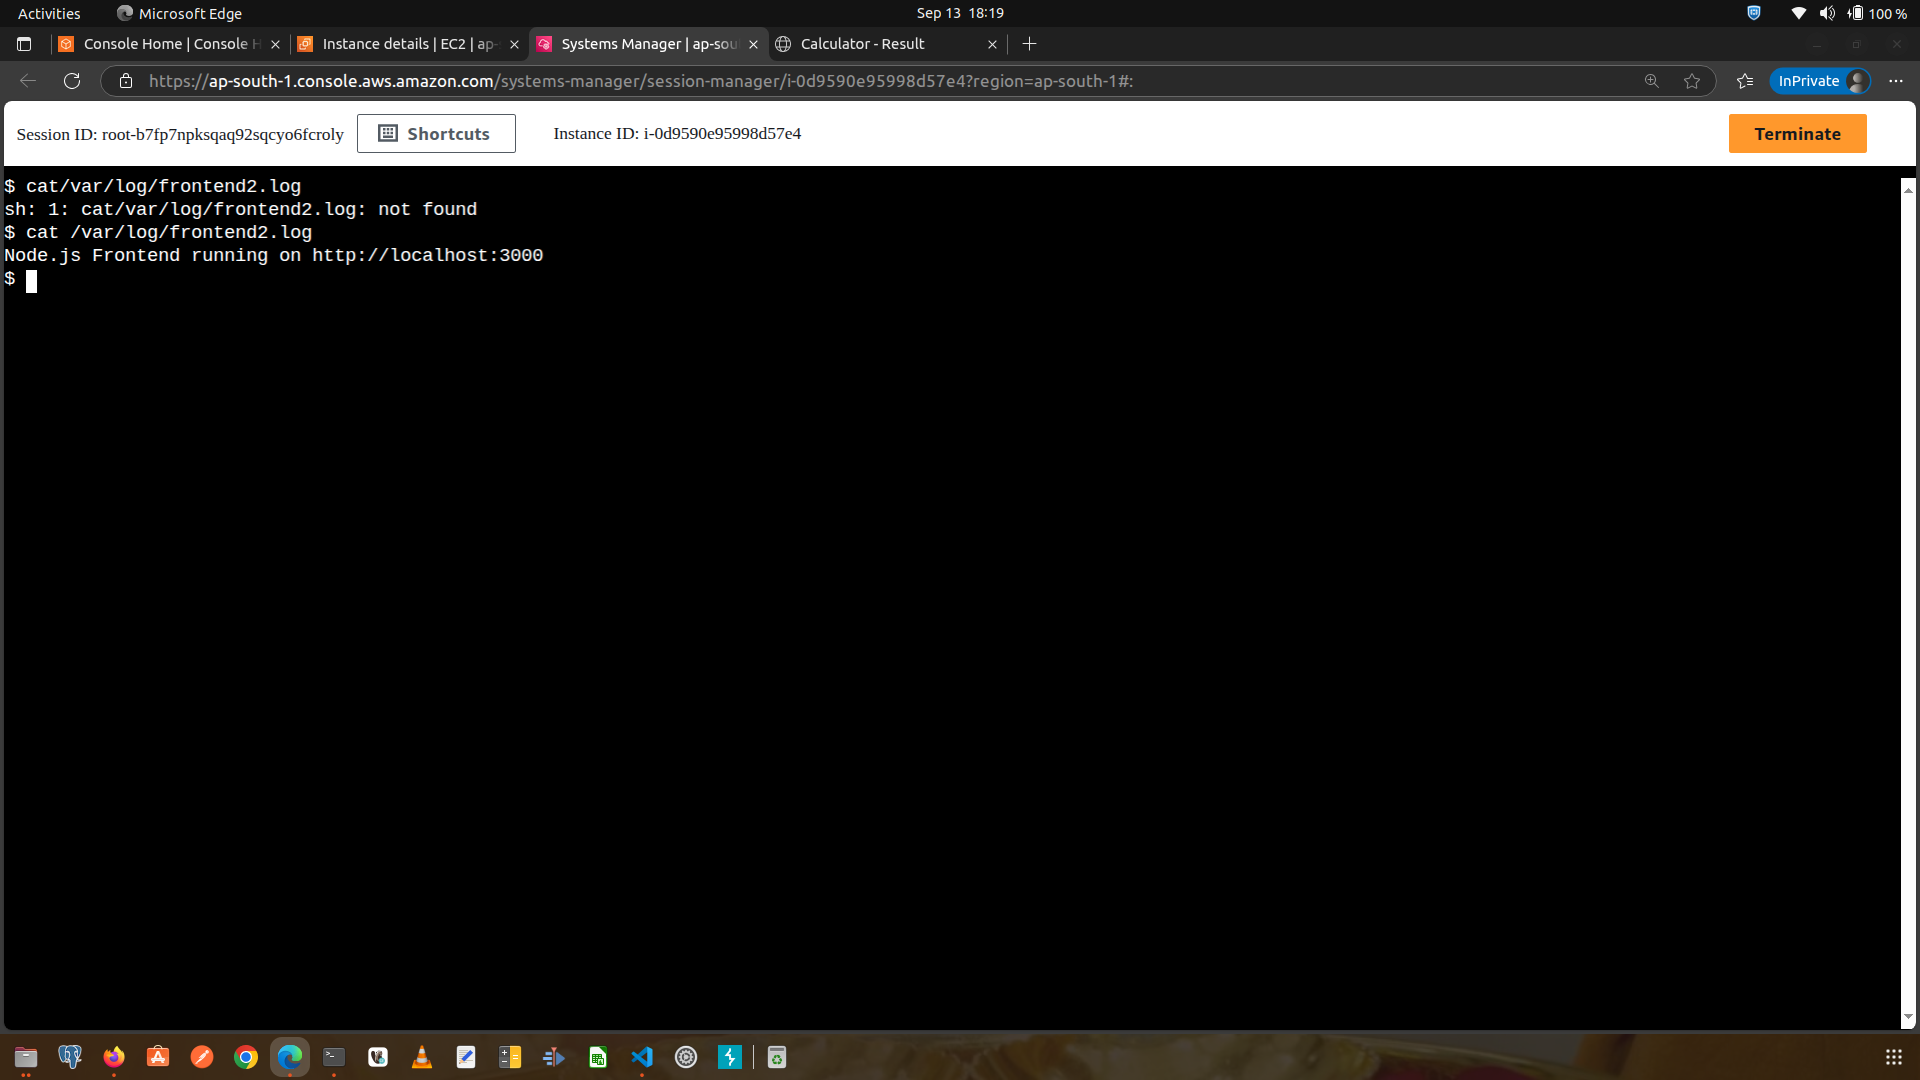 Activities
Microsoft Edge
Sep 13 18:19
100 %
Console Home | Console H
Instance details | EC2 | ap-
Systems Manager | ap-sou
Calculator - Result
https://ap-south-1.console.aws.amazon.com/systems-manager/session-manager/i-0d9590e95998d57e4?region=ap-south-1#:
InPrivate
Session ID: root-b7fp7npksqaq92sqcyo6fcroly
Shortcuts
Instance ID: i-0d9590e95998d57e4
Terminate
$ cat/var/log/frontend2.log
sh: 1: cat/var/log/frontend2.log: not found
$ cat /var/log/frontend2.log
Node.js Frontend running on http://localhost:3000
$